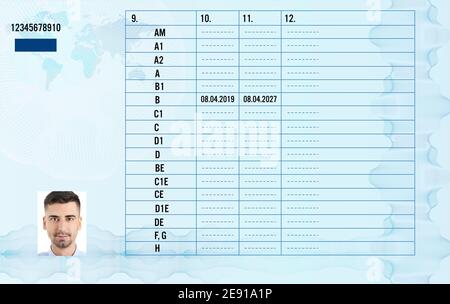 12345678910
9. 10. 11. 12.
AM
A1
A2
A
B1
B 08.04.2019 08.04.2027
C1
C
D1
D
BE
C1E
CE
D1E
DE
F, G
H
alamy
alamy
Image ID: 2E91A1P
www.alamy.com